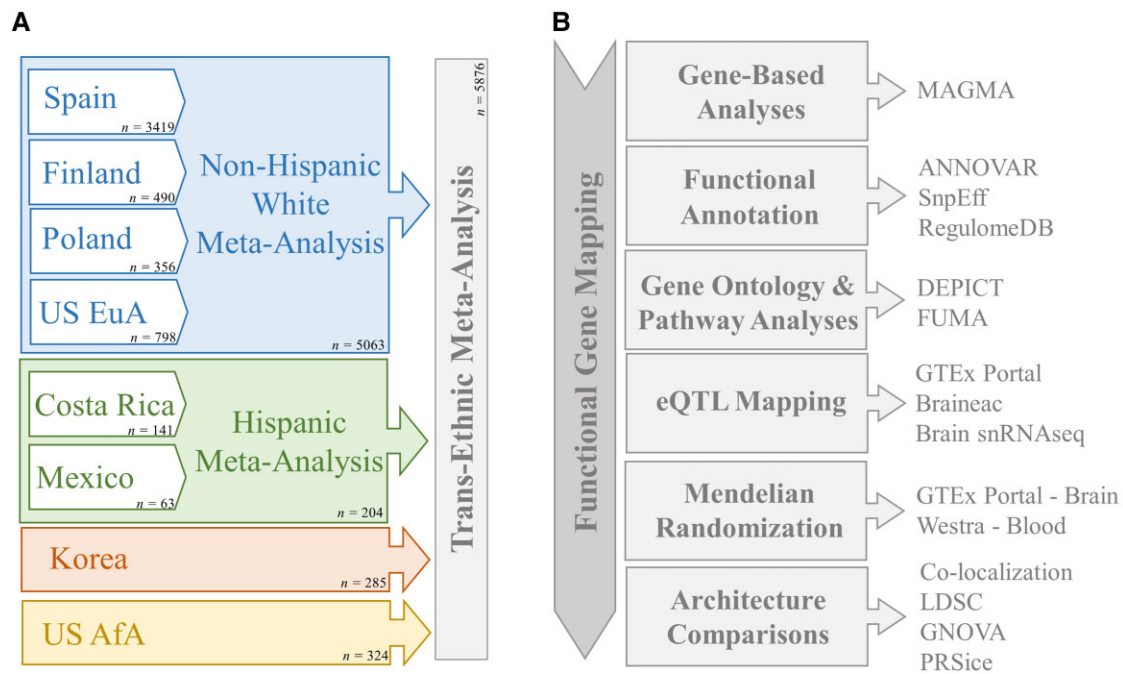 A
Spain
n = 3419
Finland
n = 490
Poland
n = 356
US EuA
n = 798
Non-Hispanic
White
Meta-Analysis
n = 5063
Costa Rica
n = 141
Mexico
n = 63
Hispanic
Meta-Analysis
n = 204
Korea
n = 285
US AfA
n = 324
Trans-Ethnic Meta-Analysis
n = 5876
B
Functional Gene Mapping
Gene-Based
Analyses
MAGMA
Functional
Annotation
ANNOVAR
SnpEff
RegulomeDB
Gene Ontology &
Pathway Analyses
DEPICT
FUMA
eQTL Mapping
GTEx Portal
Braineac
Brain snRNAseq
Mendelian
Randomization
GTEx Portal - Brain
Westra - Blood
Architecture
Comparisons
Co-localization
LDSC
GNOVA
PRSice